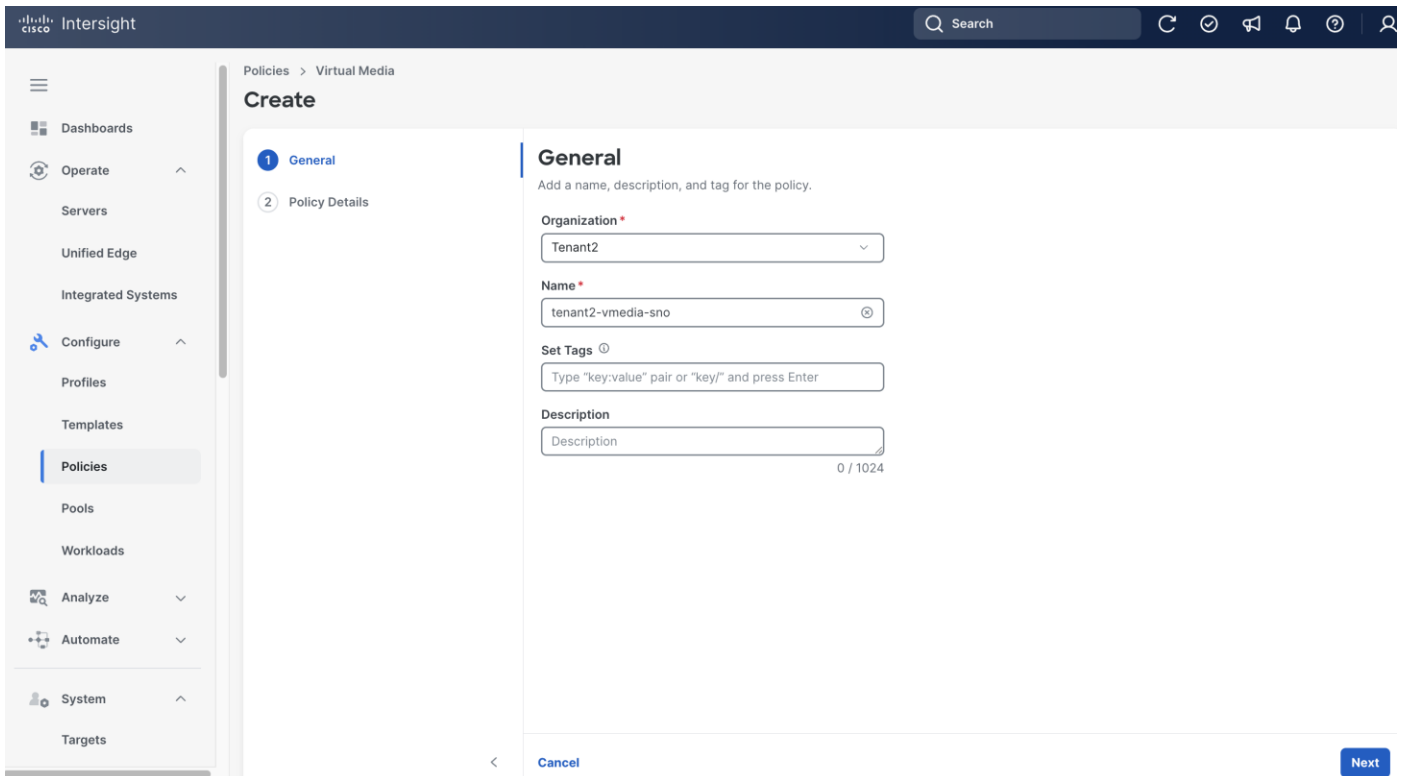 cisco Intersight
Search
Policies > Virtual Media
Create
Dashboards
Operate
Servers
Unified Edge
Integrated Systems
Configure
Profiles
Templates
Policies
Pools
Workloads
Analyze
Automate
System
Targets
1 General
2 Policy Details
General
Add a name, description, and tag for the policy.
Organization *
Tenant2
Name *
tenant2-vmedia-sno
Set Tags
Type “key:value” pair or “key/” and press Enter
Description
Description
0 / 1024
Cancel
Next